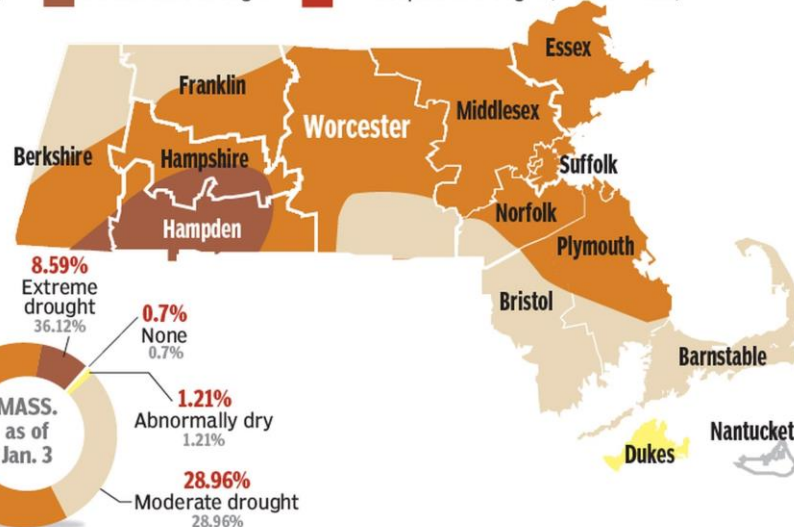 Essex
Franklin
Middlesex
Worcester
Berkshire
Hampshire
Suffolk
Norfolk
Hampden
Plymouth
8.59%
Extreme
drought
36.12%
0.7%
None
0.7%
Bristol
Barnstable
MASS.
as of
Jan. 3
1.21%
Abnormally dry
1.21%
Nantucket
Dukes
28.96%
Moderate drought
28.96%